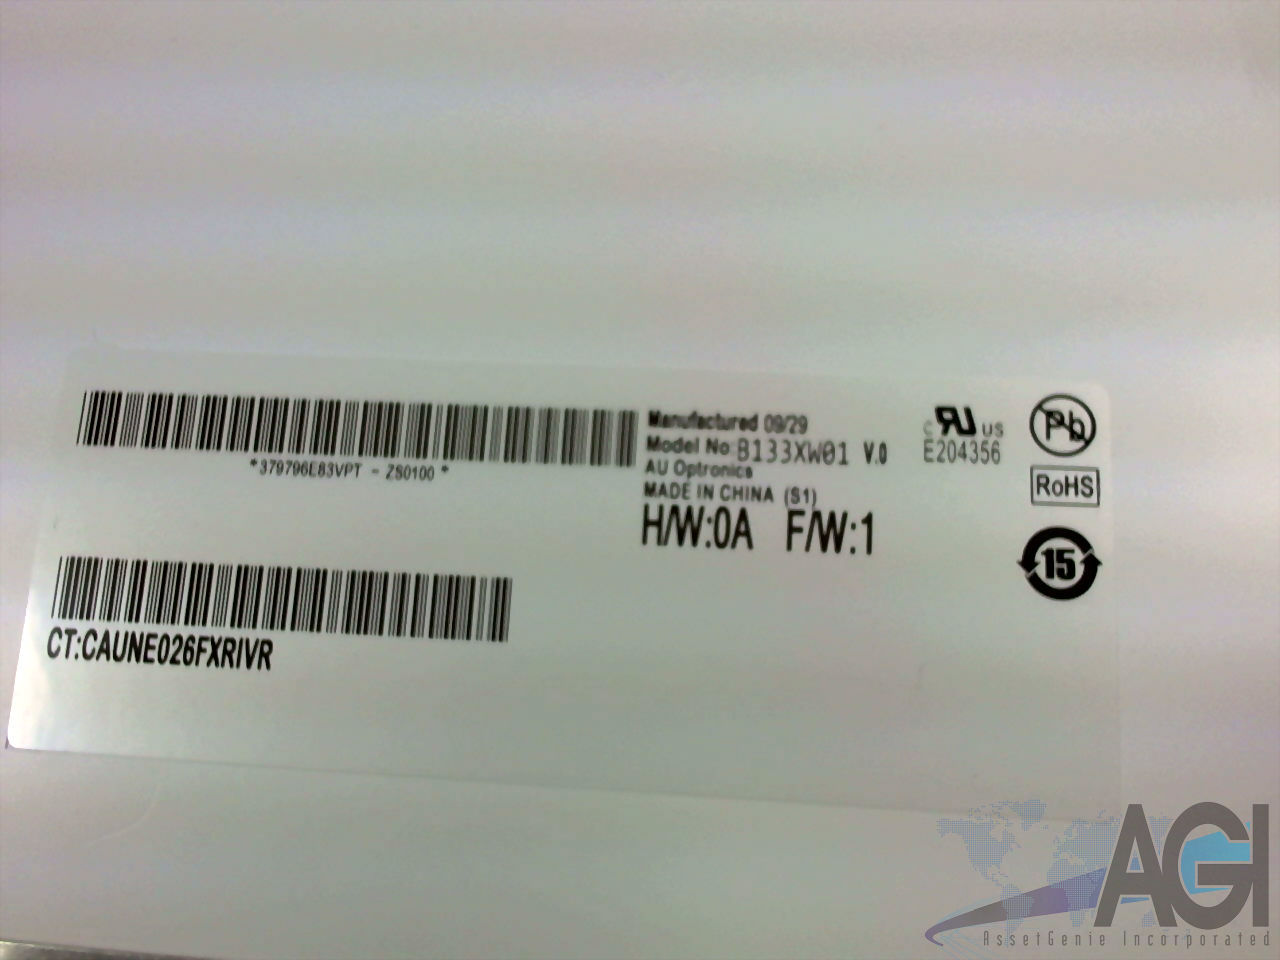 *379796E83VPT - ZS0100*
Manufactured 09/29
Model No: B133XW01 V.0
AU Optronics
MADE IN CHINA (S1)
H/W:0A F/W:1
c RU US
E204356
Pb
RoHS
15
CT:CAUNE026FXRIVR
AGI
AssetGenie Incorporated